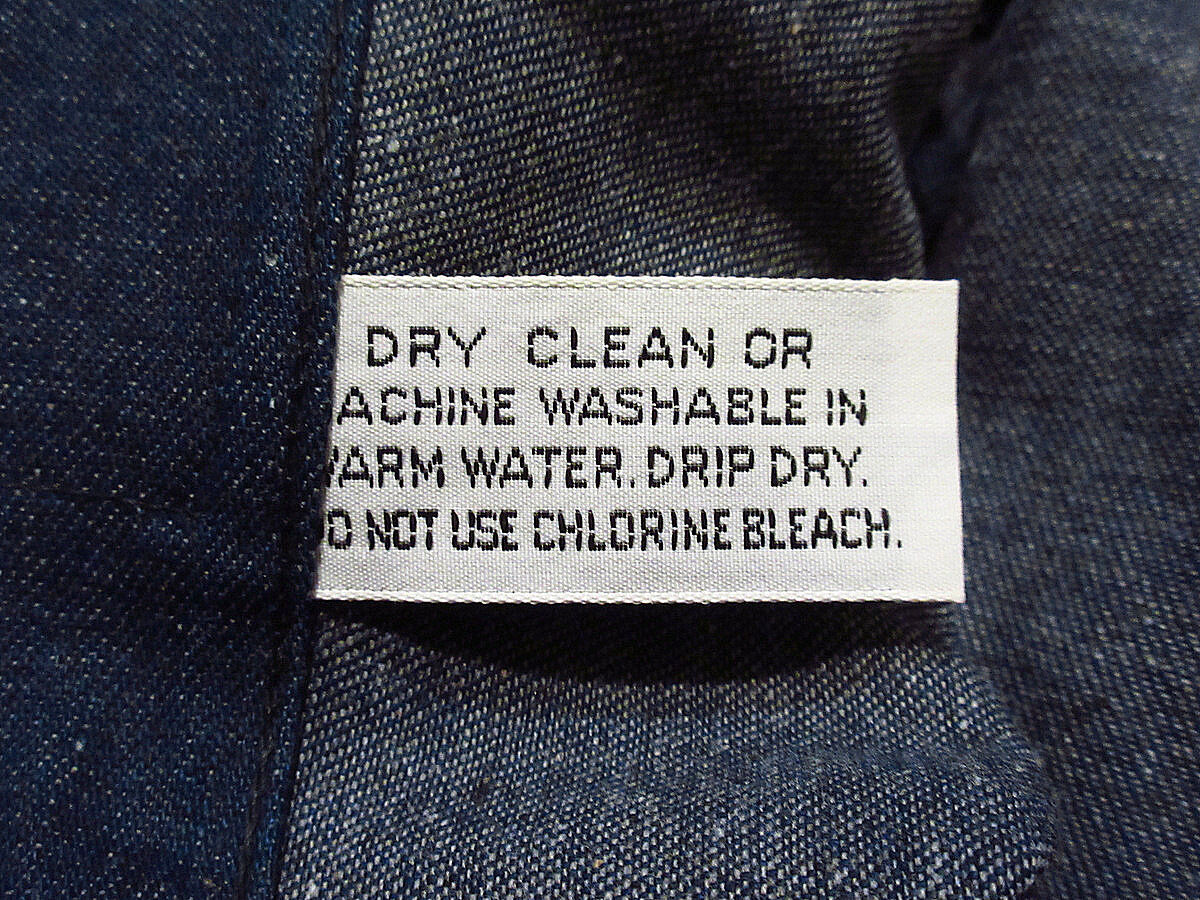 DRY CLEAN OR
ACHINE WASHABLE IN
ARM WATER. DRIP DRY.
O NOT USE CHLORINE BLEACH.